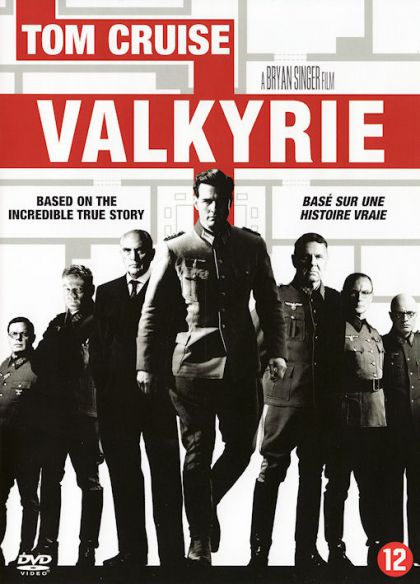 TOM CRUISE
A BRYAN SINGER FILM
VALKYRIE
BASED ON THE
INCREDIBLE TRUE STORY
BASÉ SUR UNE
HISTOIRE VRAIE
DVD
VIDEO
12